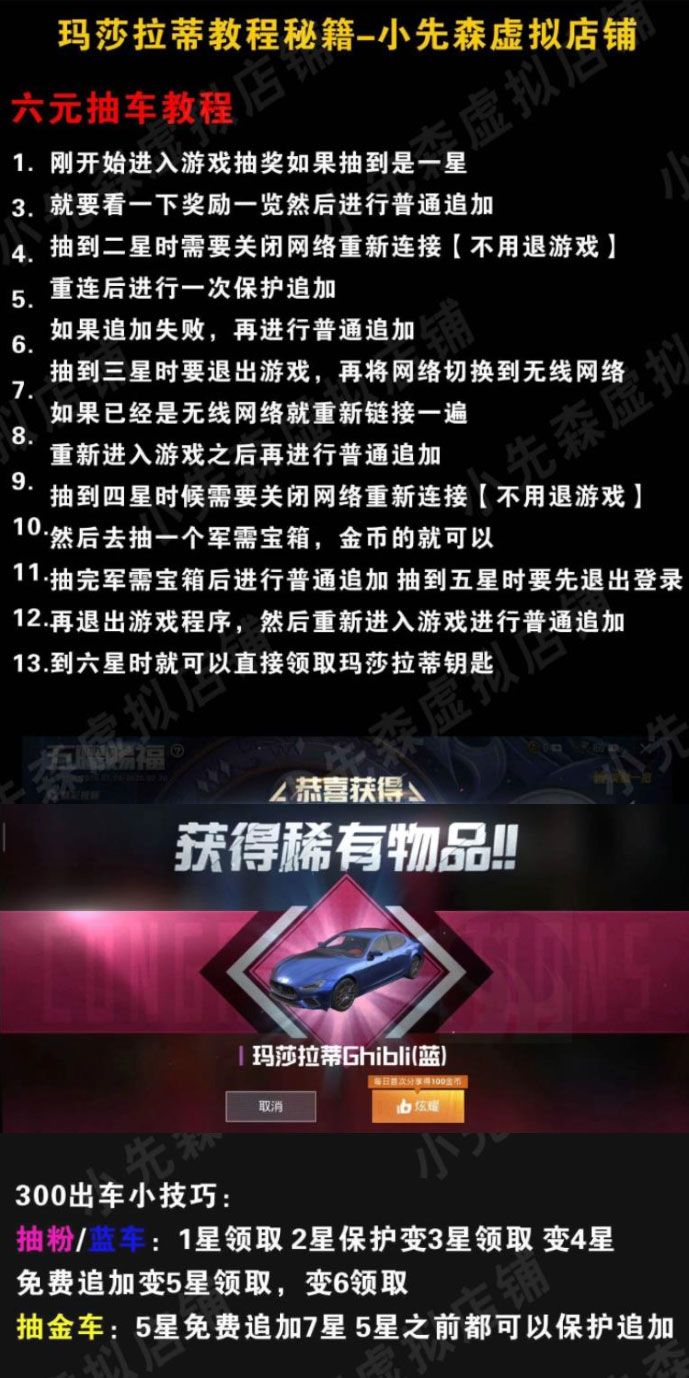 玛莎拉蒂教程秘籍-小先森虚拟店铺
六元抽车教程
1. 刚开始进入游戏抽奖如果抽到是一星
3. 就要看一下奖励一览然后进行普通追加
4. 抽到二星时需要关闭网络重新连接【不用退游戏】
5. 重连后进行一次保护追加
6. 如果追加失败，再进行普通追加
7. 抽到三星时要退出游戏，再将网络切换到无线网络
8. 如果已经是无线网络就重新链接一遍
9. 重新进入游戏之后再进行普通追加
10. 抽到四星时候需要关闭网络重新连接【不用退游戏】
11. 然后去抽一个军需宝箱，金币的就可以
12. 抽完军需宝箱后进行普通追加 抽到五星时要先退出登录
13. 再退出游戏程序，然后重新进入游戏进行普通追加
到六星时就可以直接领取玛莎拉蒂钥匙
恭喜获得
获得稀有物品!!
玛莎拉蒂Ghibli(蓝)
每日首次分享得100金币
取消
炫耀
300出车小技巧：
抽粉/蓝车：1星领取 2星保护变3星领取 变4星
免费追加变5星领取，变6领取
抽金车：5星免费追加7星 5星之前都可以保护追加
小先森虚拟店铺